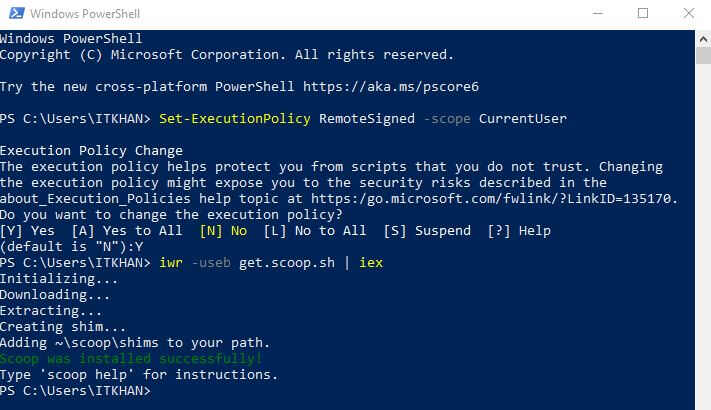 Windows PowerShell
Windows PowerShell
Copyright (C) Microsoft Corporation. All rights reserved.
Try the new cross-platform PowerShell https://aka.ms/pscore6
PS C:\Users\ITKHAN> Set-ExecutionPolicy RemoteSigned -scope CurrentUser
Execution Policy Change
The execution policy helps protect you from scripts that you do not trust. Changing
the execution policy might expose you to the security risks described in the
about_Execution_Policies help topic at https:/go.microsoft.com/fwlink/?LinkID=135170.
Do you want to change the execution policy?
[Y] Yes  [A] Yes to All  [N] No  [L] No to All  [S] Suspend  [?] Help
(default is "N"):Y
PS C:\Users\ITKHAN> iwr -useb get.scoop.sh | iex
Initializing...
Downloading...
Extracting...
Creating shim...
Adding ~\scoop\shims to your path.
Scoop was installed successfully!
Type 'scoop help' for instructions.
PS C:\Users\ITKHAN>